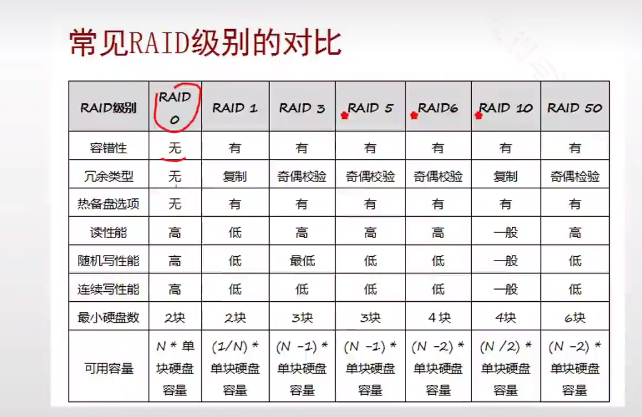 常见RAID级别的对比
RAID级别 RAID 0 RAID 1 RAID 3 RAID 5 RAID6 RAID 10 RAID 50
容错性 无 有 有 有 有 有 有
冗余类型 无 复制 奇偶校验 奇偶校验 奇偶校验 复制 奇偶检验
热备盘选项 无 有 有 有 有 有 有
读性能 高 低 高 高 高 一般 高
随机写性能 高 低 最低 低 低 一般 低
连续写性能 高 低 低 低 低 一般 低
最小硬盘数 2块 2块 3块 3块 4块 4块 6块
可用容量 N * 单块硬盘容量 (1/N) * 单块硬盘容量 (N -1) * 单块硬盘容量 (N -1) * 单块硬盘容量 (N -2) * 单块硬盘容量 (N /2) * 单块硬盘容量 (N -2) * 单块硬盘容量